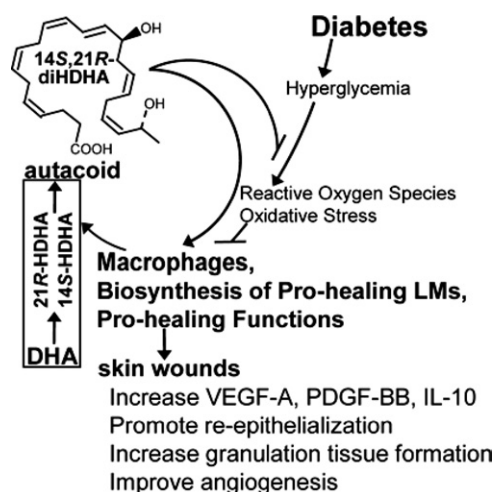 OH
14S,21R-
diHDHA
OH
COOH
autacoid
21R-HDHA
14S-HDHA
DHA
Diabetes
Hyperglycemia
Reactive Oxygen Species
Oxidative Stress
Macrophages,
Biosynthesis of Pro-healing LMs,
Pro-healing Functions
skin wounds
Increase VEGF-A, PDGF-BB, IL-10
Promote re-epithelialization
Increase granulation tissue formation
Improve angiogenesis